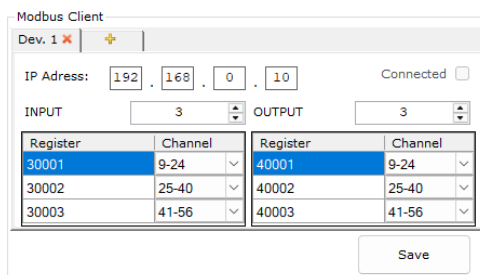 Modbus Client
Dev. 1
IP Adress: 192 . 168 . 0 . 10 Connected
INPUT 3 OUTPUT 3
Register Channel Register Channel
30001 9-24 40001 9-24
30002 25-40 40002 25-40
30003 41-56 40003 41-56
Save